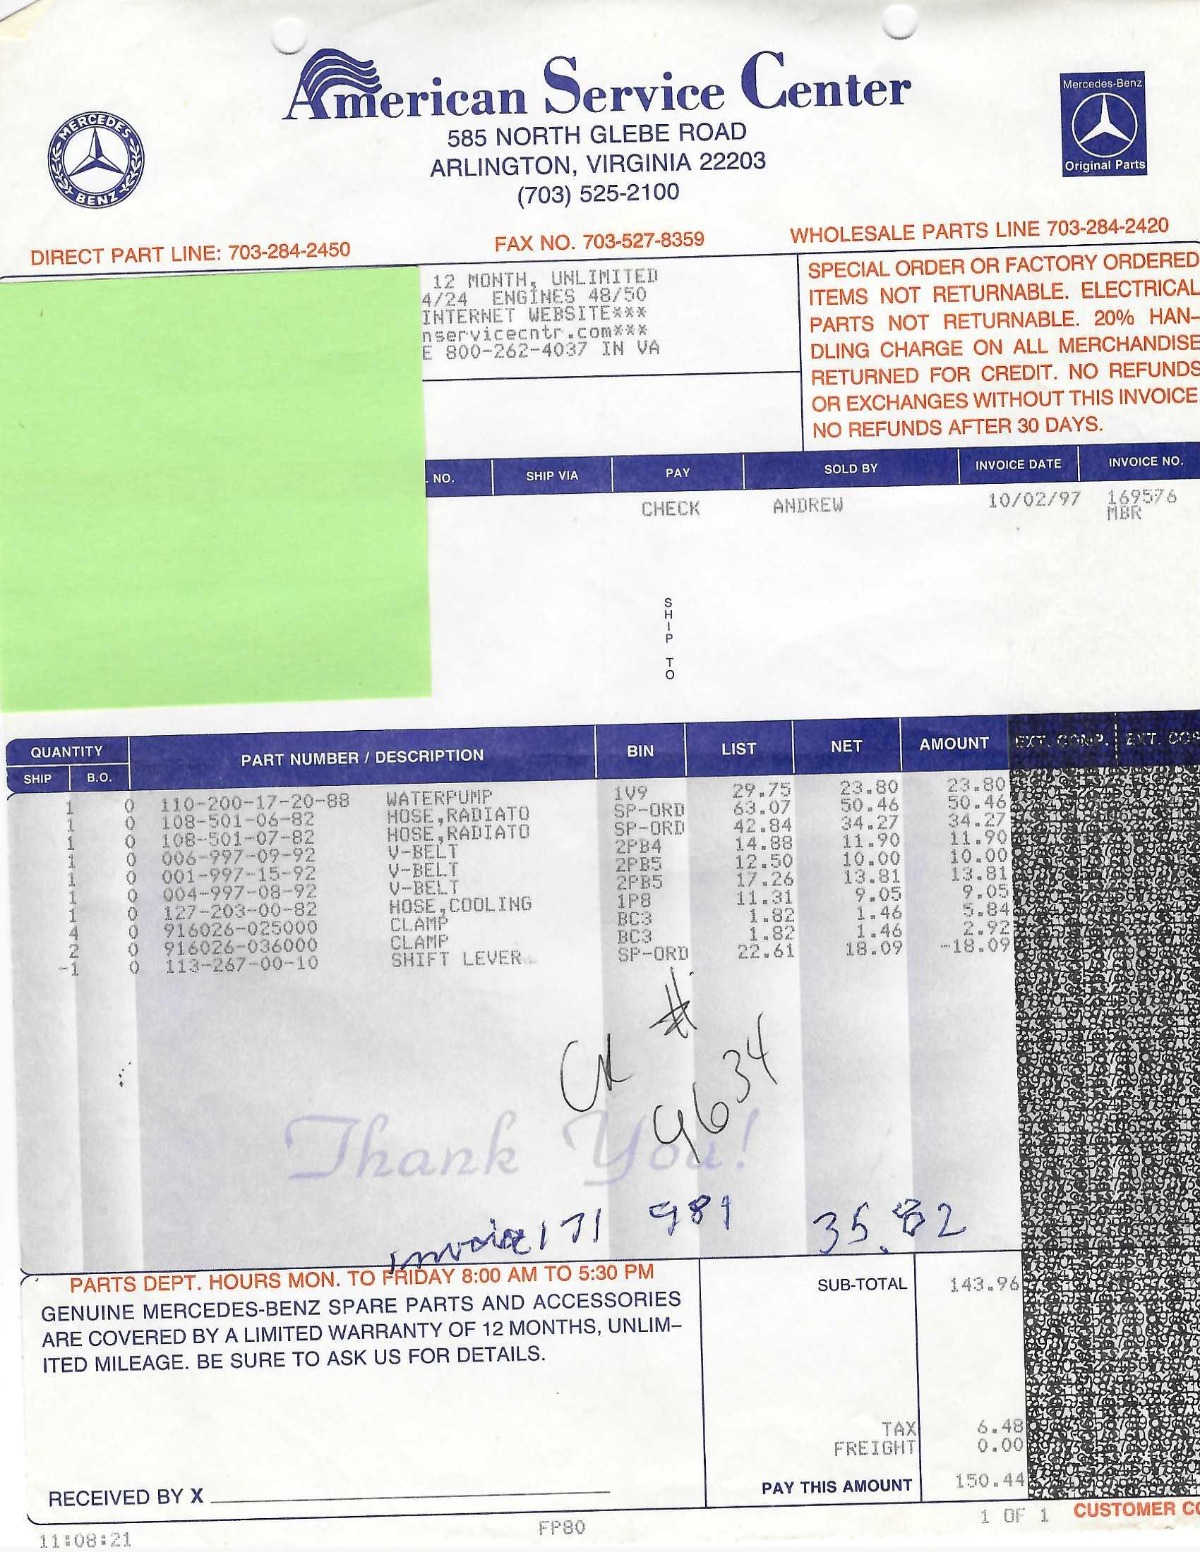 American Service Center
585 NORTH GLEBE ROAD
ARLINGTON, VIRGINIA 22203
(703) 525-2100
MERCEDES
BENZ
Mercedes-Benz
Original Parts
DIRECT PART LINE: 703-284-2450 FAX NO. 703-527-8359 WHOLESALE PARTS LINE 703-284-2420
12 MONTH, UNLIMITED
4/24 ENGINES 48/50
INTERNET WEBSITE***
nservicecntr.com***
E 800-262-4037 IN VA
SPECIAL ORDER OR FACTORY ORDERED
ITEMS NOT RETURNABLE. ELECTRICAL
PARTS NOT RETURNABLE. 20% HAN-
DLING CHARGE ON ALL MERCHANDISE
RETURNED FOR CREDIT. NO REFUNDS
OR EXCHANGES WITHOUT THIS INVOICE
NO REFUNDS AFTER 30 DAYS.
. NO. SHIP VIA PAY SOLD BY INVOICE DATE INVOICE NO.
CHECK ANDREW 10/02/97 169576
MBR
SHIP TO
QUANTITY PART NUMBER / DESCRIPTION BIN LIST NET AMOUNT EXT. COMP. EXT. COS
SHIP B.O.
1 0 110-200-17-20-88 WATERPUMP 1V9 29.75 23.80 23.80
1 0 108-501-06-82 HOSE,RADIATO SP-ORD 63.07 50.46 50.46
1 0 108-501-07-82 HOSE,RADIATO SP-ORD 42.84 34.27 34.27
1 0 006-997-09-92 V-BELT 2PB4 14.88 11.90 11.90
1 0 001-997-15-92 V-BELT 2PB5 12.50 10.00 10.00
1 0 004-997-08-92 V-BELT 2PB5 17.26 13.81 13.81
1 0 127-203-00-82 HOSE,COOLING 1P8 11.31 9.05 9.05
4 0 916026-025000 CLAMP BC3 1.82 1.46 5.84
2 0 916026-036000 CLAMP BC3 1.82 1.46 2.92
-1 0 113-267-00-10 SHIFT LEVER SP-ORD 22.61 18.09 -18.09
CK #
9634
Thank You!
invoice 171 981 35.82
PARTS DEPT. HOURS MON. TO FRIDAY 8:00 AM TO 5:30 PM
GENUINE MERCEDES-BENZ SPARE PARTS AND ACCESSORIES
ARE COVERED BY A LIMITED WARRANTY OF 12 MONTHS, UNLIM-
ITED MILEAGE. BE SURE TO ASK US FOR DETAILS.
SUB-TOTAL 143.96
TAX 6.48
FREIGHT 0.00
PAY THIS AMOUNT 150.44
RECEIVED BY X
11:08:21 FP80 1 OF 1 CUSTOMER CO